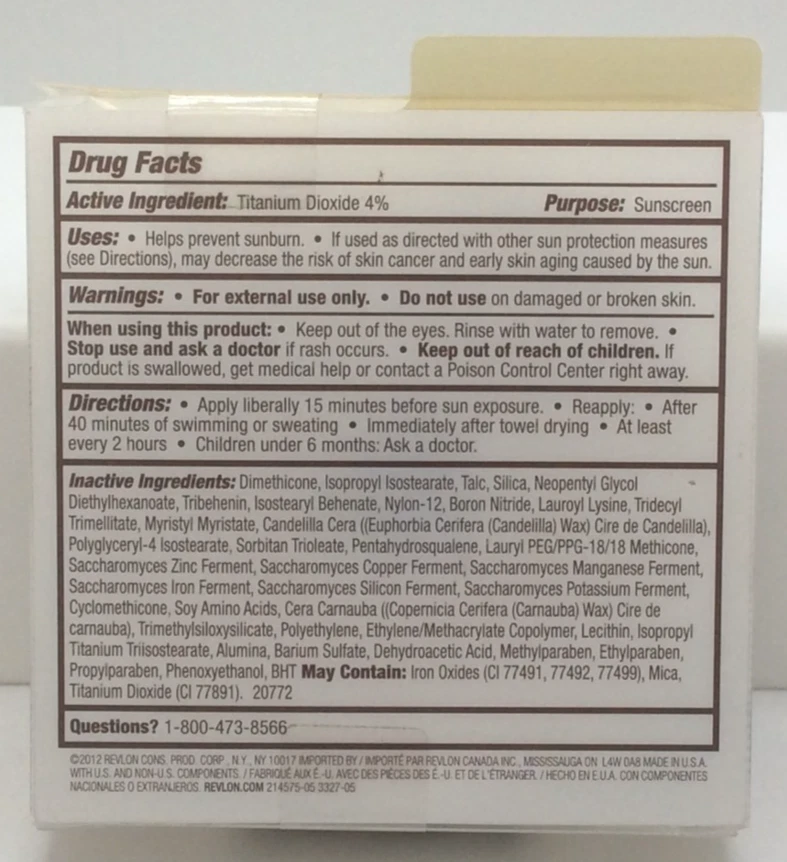 Drug Facts
Active Ingredient: Titanium Dioxide 4% Purpose: Sunscreen
Uses: • Helps prevent sunburn. • If used as directed with other sun protection measures
(see Directions), may decrease the risk of skin cancer and early skin aging caused by the sun.
Warnings: • For external use only. • Do not use on damaged or broken skin.
When using this product: • Keep out of the eyes. Rinse with water to remove. •
Stop use and ask a doctor if rash occurs. • Keep out of reach of children. If
product is swallowed, get medical help or contact a Poison Control Center right away.
Directions: • Apply liberally 15 minutes before sun exposure. • Reapply: • After
40 minutes of swimming or sweating • Immediately after towel drying • At least
every 2 hours • Children under 6 months: Ask a doctor.
Inactive Ingredients: Dimethicone, Isopropyl Isostearate, Talc, Silica, Neopentyl Glycol
Diethylhexanoate, Tribehenin, Isostearyl Behenate, Nylon-12, Boron Nitride, Lauroyl Lysine, Tridecyl
Trimellitate, Myristyl Myristate, Candelilla Cera ((Euphorbia Cerifera (Candelilla) Wax) Cire de Candelilla),
Polyglyceryl-4 Isostearate, Sorbitan Trioleate, Pentahydrosqualene, Lauryl PEG/PPG-18/18 Methicone,
Saccharomyces Zinc Ferment, Saccharomyces Copper Ferment, Saccharomyces Manganese Ferment,
Saccharomyces Iron Ferment, Saccharomyces Silicon Ferment, Saccharomyces Potassium Ferment,
Cyclomethicone, Soy Amino Acids, Cera Carnauba ((Copernicia Cerifera (Carnauba) Wax) Cire de
carnauba), Trimethylsiloxysilicate, Polyethylene, Ethylene/Methacrylate Copolymer, Lecithin, Isopropyl
Titanium Triisostearate, Alumina, Barium Sulfate, Dehydroacetic Acid, Methylparaben, Ethylparaben,
Propylparaben, Phenoxyethanol, BHT May Contain: Iron Oxides (CI 77491, 77492, 77499), Mica,
Titanium Dioxide (CI 77891). 20772
Questions? 1-800-473-8566
©2012 REVLON CONS. PROD. CORP., N.Y., NY 10017 IMPORTED BY / IMPORTÉ PAR REVLON CANADA INC., MISSISSAUGA ON L4W 0A8 MADE IN U.S.A.
WITH U.S. AND NON-U.S. COMPONENTS. / FABRIQUÉ AUX É.-U. AVEC DES PIÈCES DES É.-U. ET DE L'ÉTRANGER. / HECHO EN E.U.A. CON COMPONENTES
NACIONALES O EXTRANJEROS. REVLON.COM 214575-05 3327-05